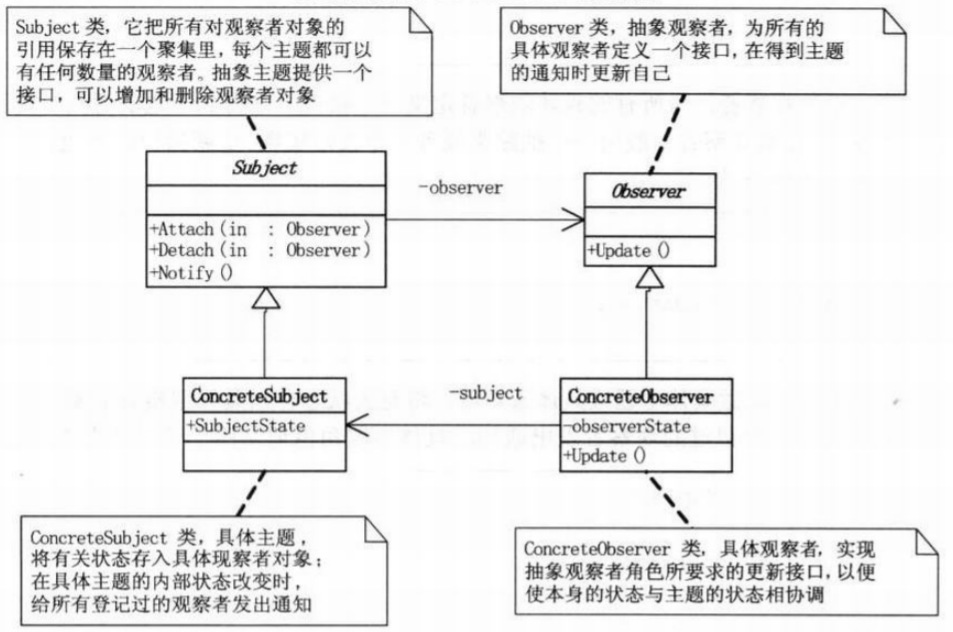 Subject 类，它把所有对观察者对象的
引用保存在一个聚集里，每个主题都可以
有任何数量的观察者。抽象主题提供一个
接口，可以增加和删除观察者对象
Observer 类，抽象观察者，为所有的
具体观察者定义一个接口，在得到主题
的通知时更新自己
Subject
+Attach(in : Observer)
+Detach(in : Observer)
+Notify()
-observer
Observer
+Update()
ConcreteSubject
+SubjectState
-subject
ConcreteObserver
-observerState
+Update()
ConcreteSubject 类，具体主题，
将有关状态存入具体现察者对象；
在具体主题的内部状态改变时，
给所有登记过的观察者发出通知
ConcreteObserver 类，具体观察者，实现
抽象观察者角色所要求的更新接口，以便
使本身的状态与主题的状态相协调